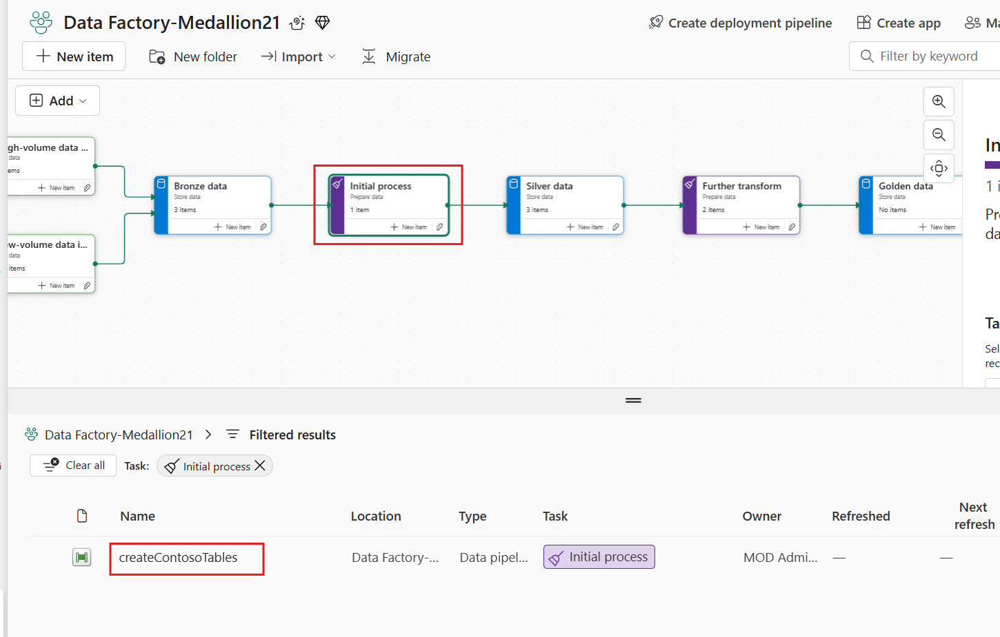 Data Factory-Medallion21
Create deployment pipeline
Create app
Ma
New item
New folder
Import
Migrate
Filter by keyword
Add
gh-volume data ...
data
ems
New item
Bronze data
Store data
3 items
New item
Initial process
Prepare data
1 item
New item
Silver data
Store data
3 items
New item
Further transform
Prepare data
2 items
New item
Golden data
Store data
No items
New item
ow-volume data i...
data
items
New item
In
1 i
Pr
da
Ta
Sel
rec
Data Factory-Medallion21
Filtered results
Clear all
Task:
Initial process
Name
Location
Type
Task
Owner
Refreshed
Next
refresh
createContosoTables
Data Factory-...
Data pipel...
Initial process
MOD Admi...
—
—